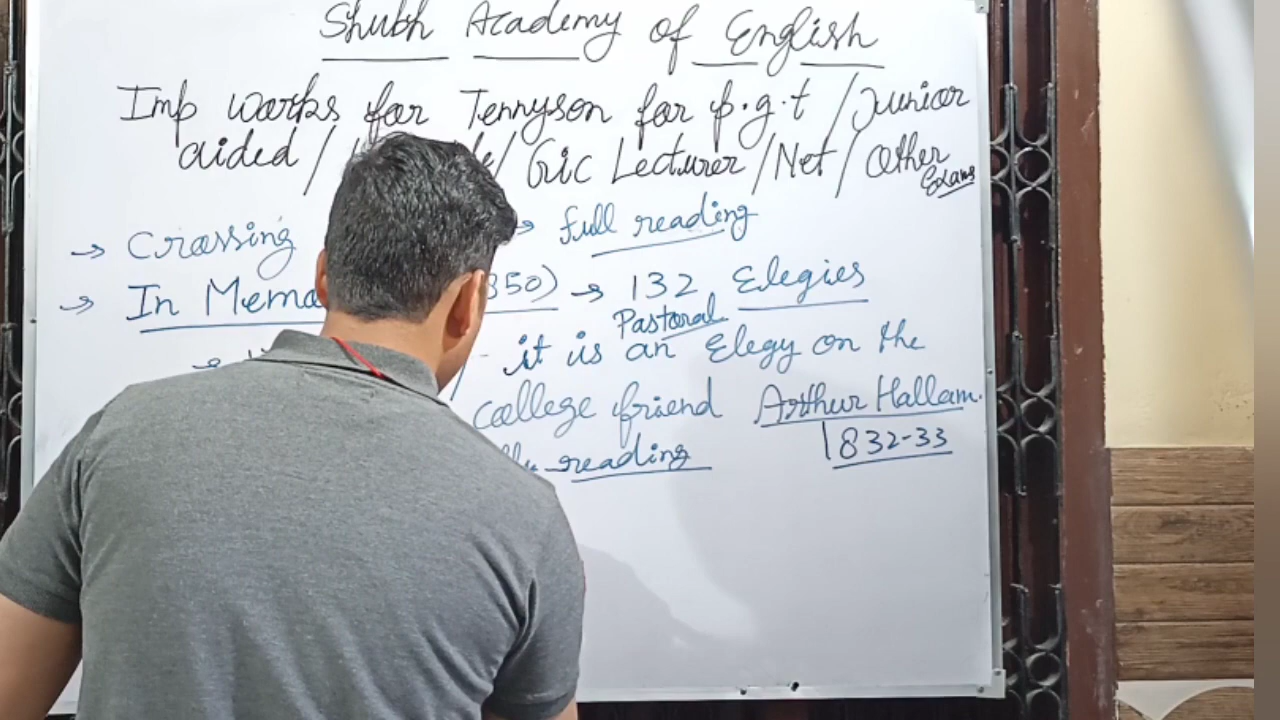 Shubh Academy of English
Imp works for Tennyson for p.g.t / Junior
aided / / Gic Lecturer / Net / Other
Exams
→ Crossing → full reading
→ In Mem 850) → 132 Elegies
Pastoral
→ - it is an Elegy on the
college friend Arthur Hallam.
reading 1832-33